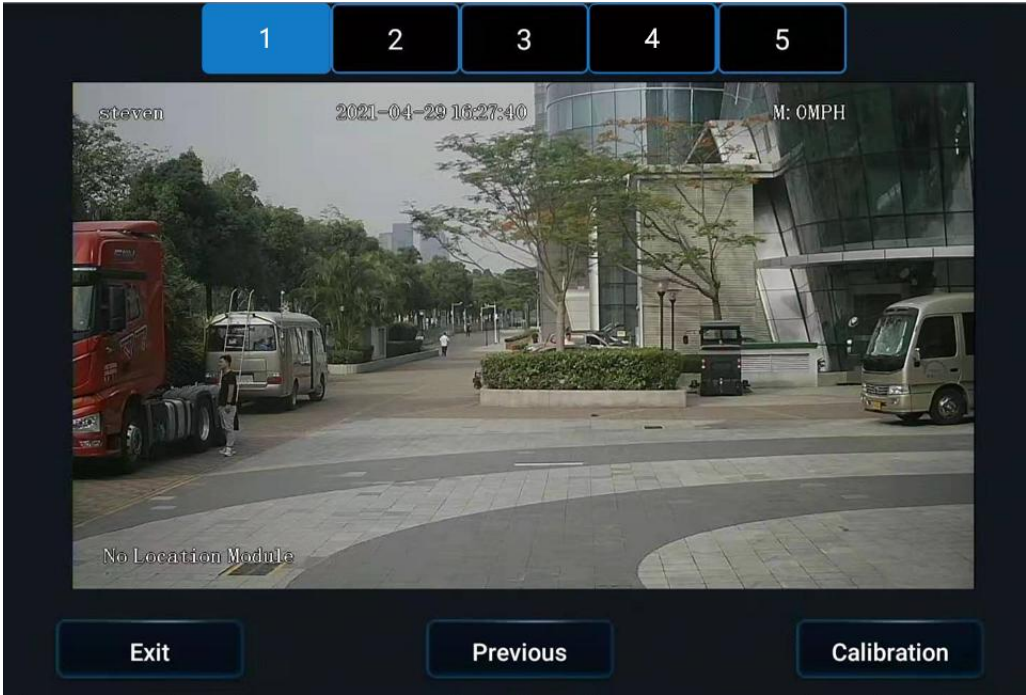 1 2 3 4 5
steven 2021-04-29 16:27:40 M: 0MPH
No Location Module
Exit Previous Calibration